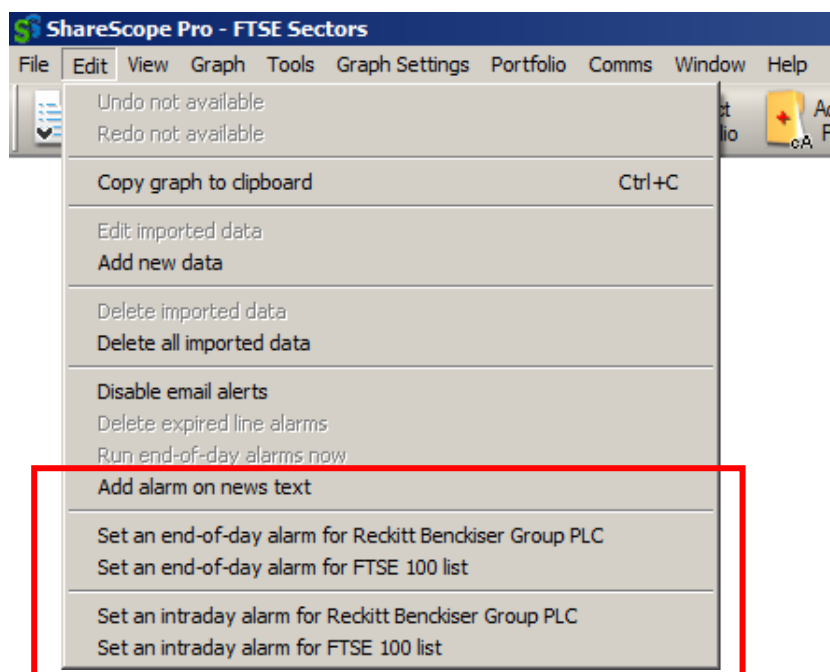 ShareScope Pro - FTSE Sectors
File Edit View Graph Tools Graph Settings Portfolio Comms Window Help
Undo not available
Redo not available
Copy graph to clipboard Ctrl+C
Edit imported data
Add new data
Delete imported data
Delete all imported data
Disable email alerts
Delete expired line alarms
Run end-of-day alarms now
Add alarm on news text
Set an end-of-day alarm for Reckitt Benckiser Group PLC
Set an end-of-day alarm for FTSE 100 list
Set an intraday alarm for Reckitt Benckiser Group PLC
Set an intraday alarm for FTSE 100 list